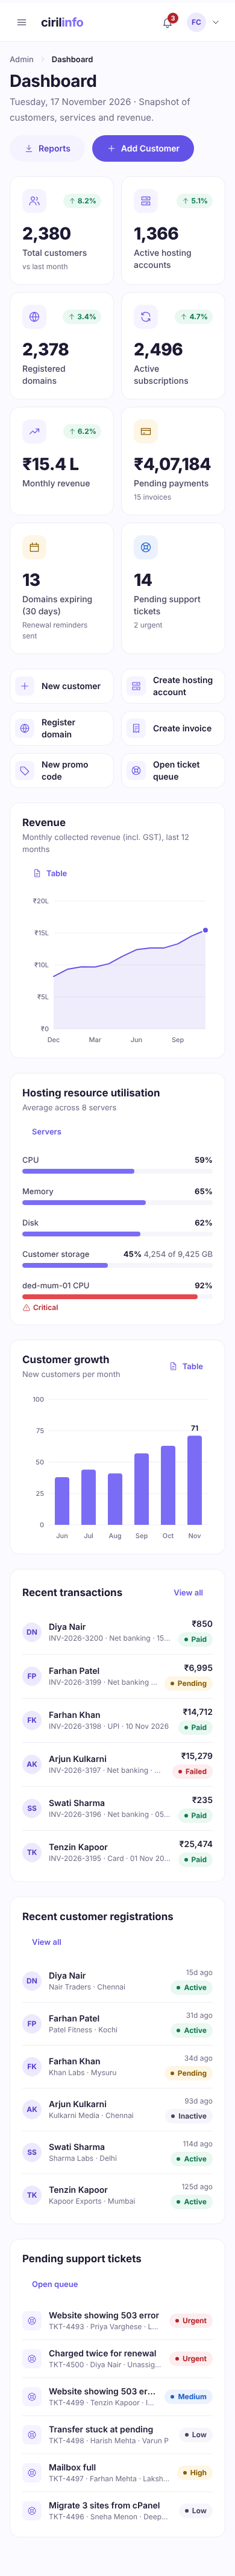 cirilinfo
3
FC
Admin
Dashboard
Dashboard
Tuesday, 17 November 2026 · Snapshot of
customers, services and revenue.
Reports
Add Customer
↑ 8.2%
2,380
Total customers
vs last month
↑ 5.1%
1,366
Active hosting
accounts
↑ 3.4%
2,378
Registered
domains
↑ 4.7%
2,496
Active
subscriptions
↑ 6.2%
₹15.4 L
Monthly revenue
₹4,07,184
Pending payments
15 invoices
13
Domains expiring
(30 days)
Renewal reminders
sent
14
Pending support
tickets
2 urgent
New customer
Create hosting
account
Register
domain
Create invoice
New promo
code
Open ticket
queue
Revenue
Monthly collected revenue (incl. GST), last 12
months
Table
₹20L
₹15L
₹10L
₹5L
₹0
Dec Mar Jun Sep
Hosting resource utilisation
Average across 8 servers
Servers
CPU 59%
Memory 65%
Disk 62%
Customer storage 45% 4,254 of 9,425 GB
ded-mum-01 CPU 92%
Critical
Customer growth
New customers per month
Table
100
75
50
25
0
71
Jun Jul Aug Sep Oct Nov
Recent transactions
View all
DN
Diya Nair ₹850
INV-2026-3200 · Net banking · 15... Paid
FP
Farhan Patel ₹6,995
INV-2026-3199 · Net banking ... Pending
FK
Farhan Khan ₹14,712
INV-2026-3198 · UPI · 10 Nov 2026 Paid
AK
Arjun Kulkarni ₹15,279
INV-2026-3197 · Net banking · ... Failed
SS
Swati Sharma ₹235
INV-2026-3196 · Net banking · 05... Paid
TK
Tenzin Kapoor ₹25,474
INV-2026-3195 · Card · 01 Nov 20... Paid
Recent customer registrations
View all
DN
Diya Nair 15d ago
Nair Traders · Chennai Active
FP
Farhan Patel 31d ago
Patel Fitness · Kochi Active
FK
Farhan Khan 34d ago
Khan Labs · Mysuru Pending
AK
Arjun Kulkarni 93d ago
Kulkarni Media · Chennai Inactive
SS
Swati Sharma 114d ago
Sharma Labs · Delhi Active
TK
Tenzin Kapoor 125d ago
Kapoor Exports · Mumbai Active
Pending support tickets
Open queue
Website showing 503 error Urgent
TKT-4493 · Priya Varghese · L...
Charged twice for renewal Urgent
TKT-4500 · Diya Nair · Unassig...
Website showing 503 er... Medium
TKT-4499 · Tenzin Kapoor · I...
Transfer stuck at pending Low
TKT-4498 · Harish Mehta · Varun P
Mailbox full High
TKT-4497 · Farhan Mehta · Laksh...
Migrate 3 sites from cPanel Low
TKT-4496 · Sneha Menon · Deep...